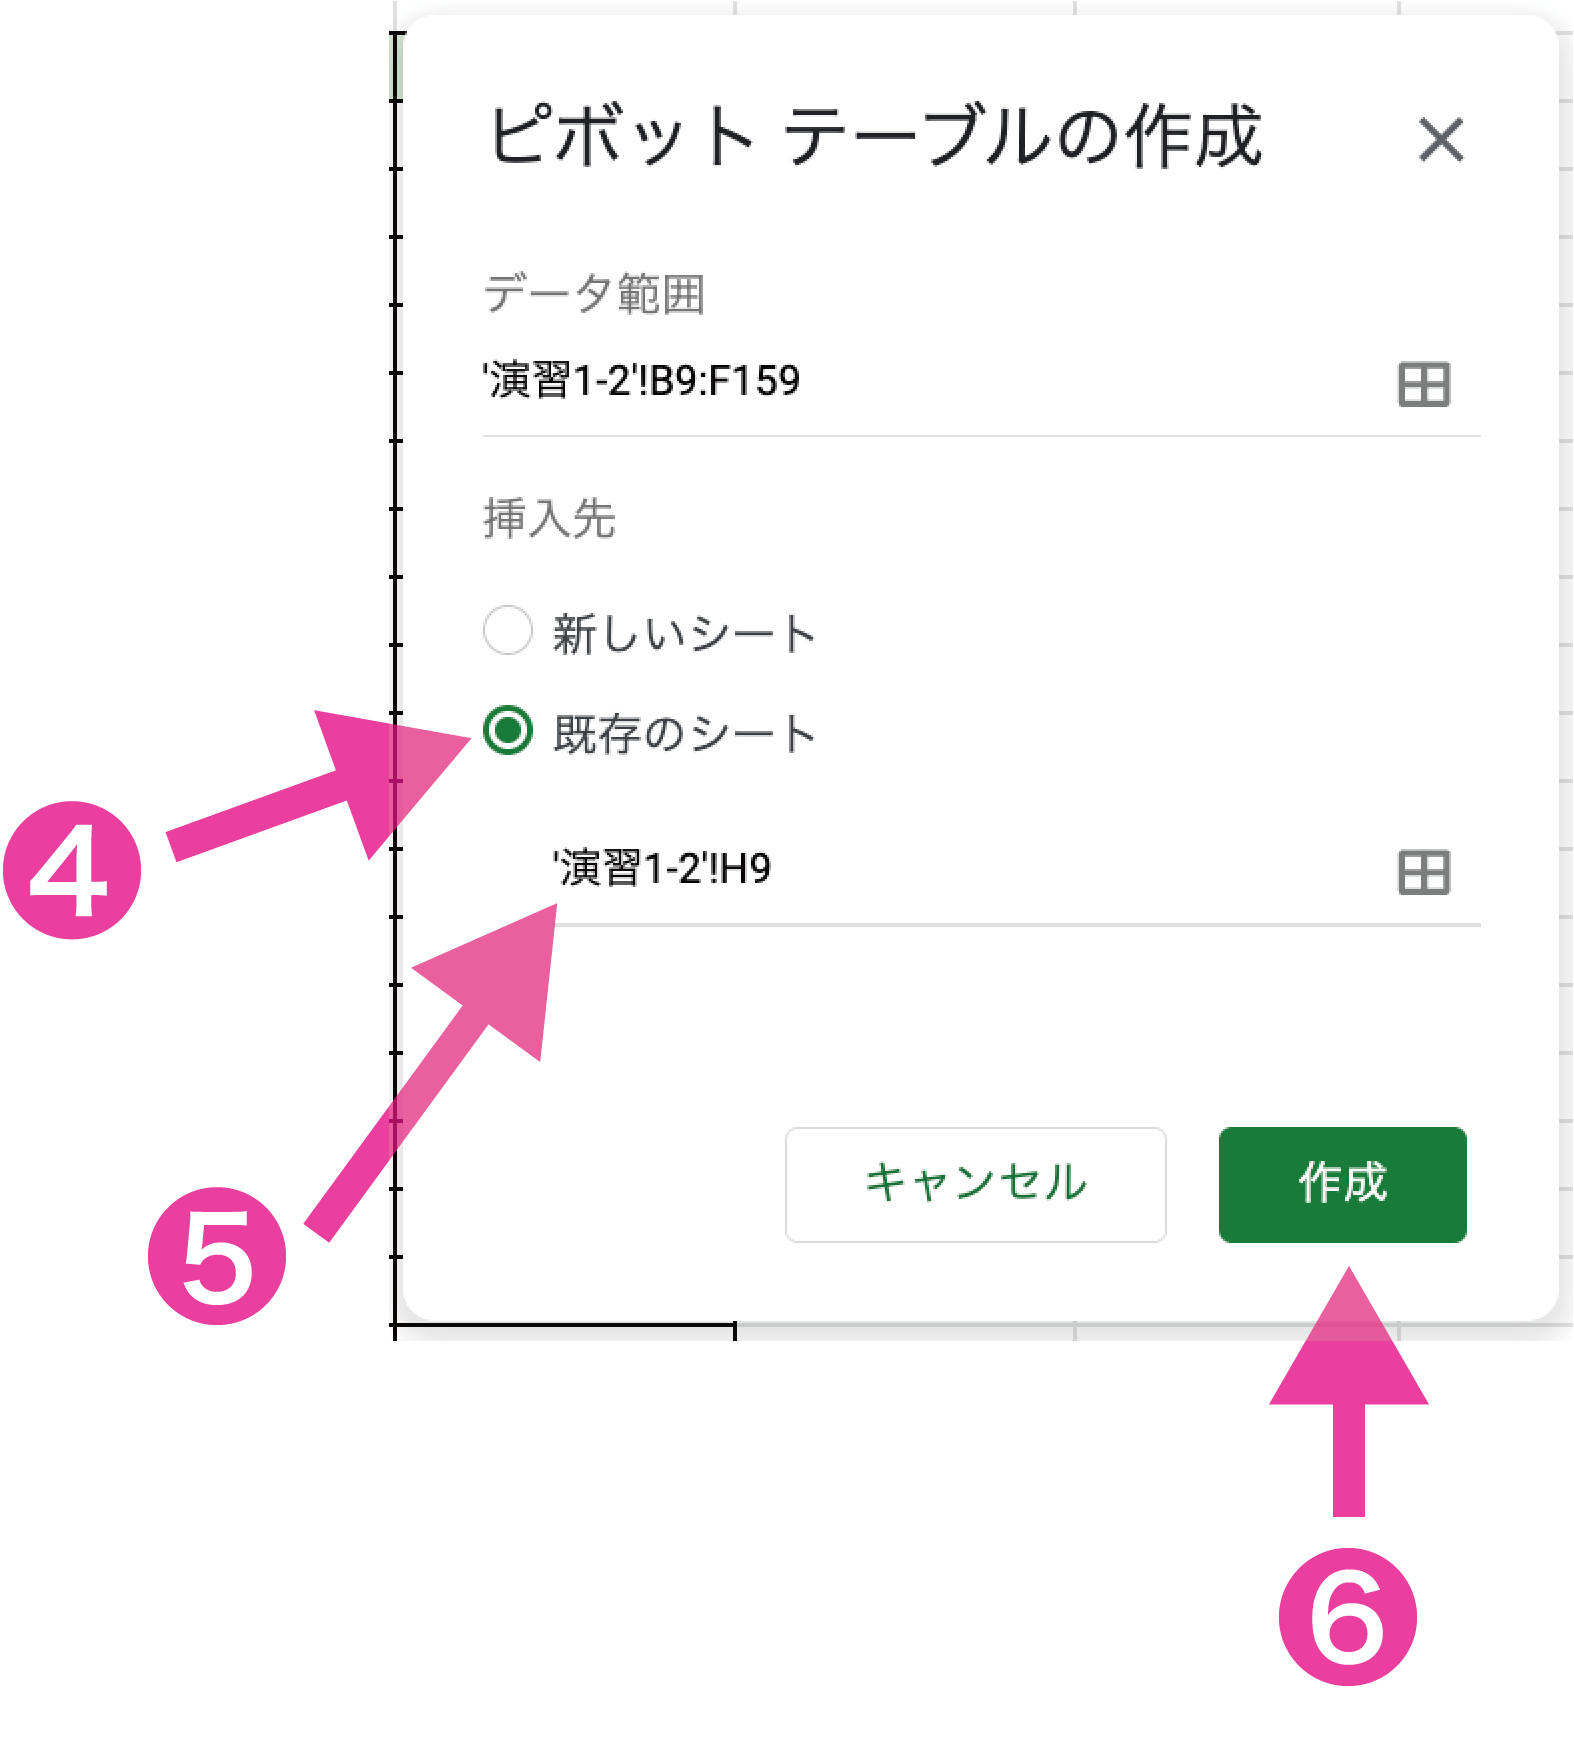 ピボット テーブルの作成
データ範囲
'演習1-2'!B9:F159
挿入先
新しいシート
既存のシート
4
'演習1-2'!H9
キャンセル
作成
5
6